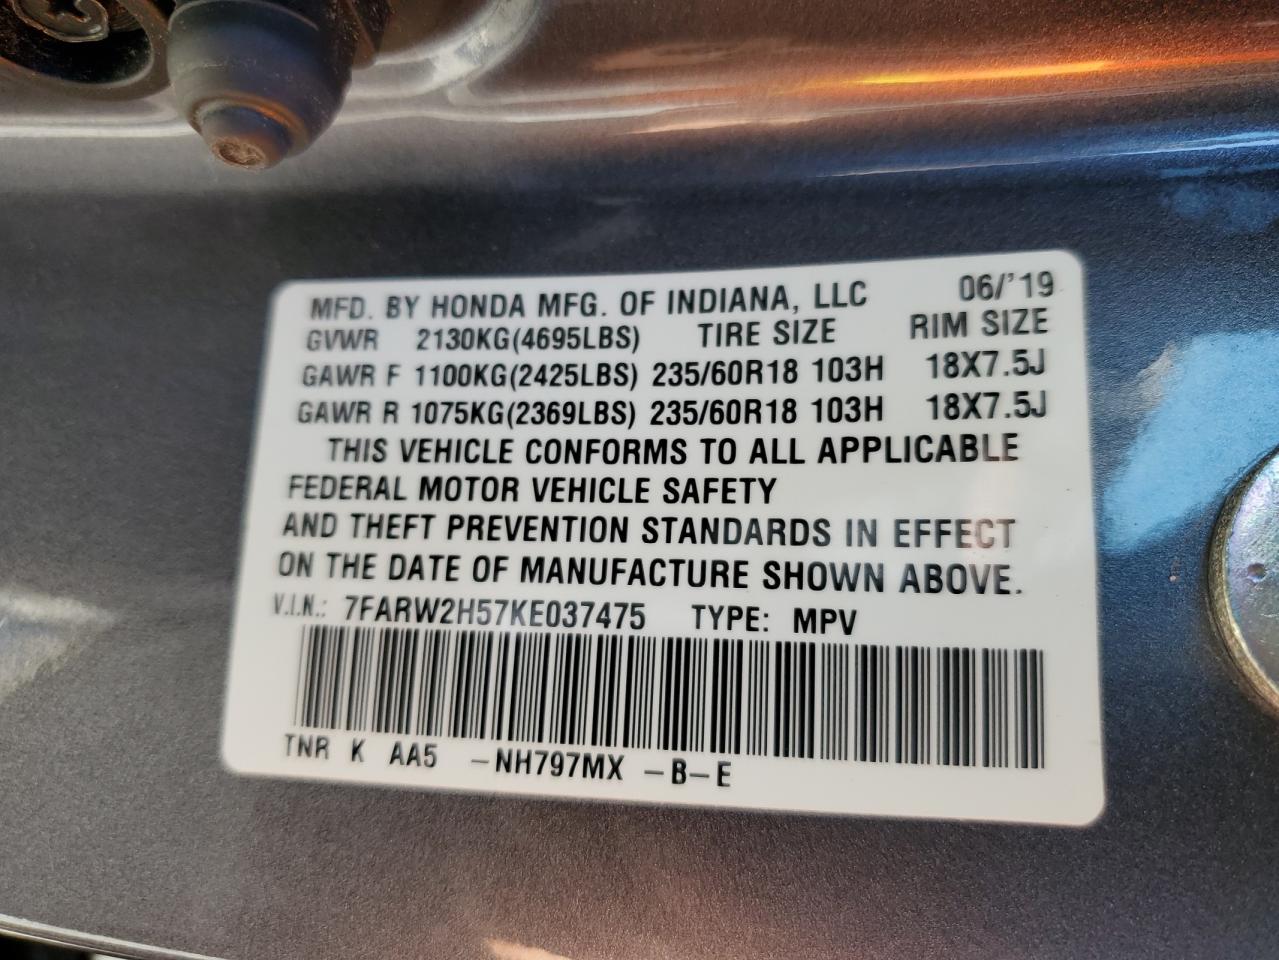 MFD. BY HONDA MFG. OF INDIANA, LLC 06/'19
GVWR 2130KG(4695LBS) TIRE SIZE RIM SIZE
GAWR F 1100KG(2425LBS) 235/60R18 103H 18X7.5J
GAWR R 1075KG(2369LBS) 235/60R18 103H 18X7.5J
THIS VEHICLE CONFORMS TO ALL APPLICABLE
FEDERAL MOTOR VEHICLE SAFETY
AND THEFT PREVENTION STANDARDS IN EFFECT
ON THE DATE OF MANUFACTURE SHOWN ABOVE.
V.I.N.: 7FARW2H57KE037475 TYPE: MPV
TNR K AA5 -NH797MX -B-E